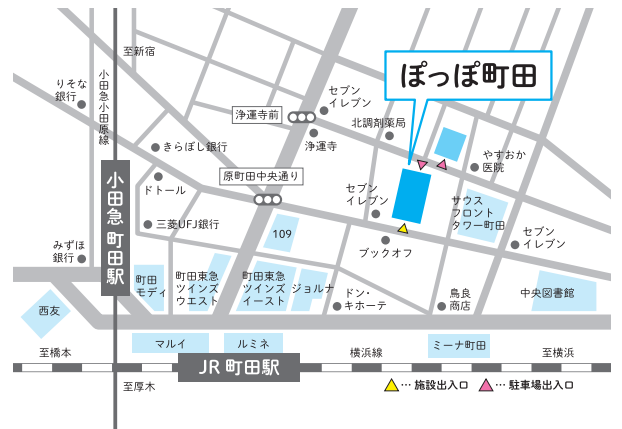 至新宿
小田急小田原線
りそな
銀行
セブン
イレブン
ぽっぽ町田
浄運寺前
浄運寺
北調剤薬局
きらぼし銀行
原町田中央通り
やすおか
医院
ドトール
小田急 町田駅
セブン
イレブン
サウス
フロント
タワー町田
三菱UFJ銀行
109
みずほ
銀行
ブックオフ
セブン
イレブン
町田
モディ
町田東急
ツインズ
ウエスト
町田東急
ツインズ
イースト
ジョルナ
ドン・
キホーテ
鳥良
商店
中央図書館
西友
マルイ
ルミネ
ミーナ町田
至橋本
JR 町田駅
横浜線
至横浜
至厚木
… 施設出入口
… 駐車場出入口